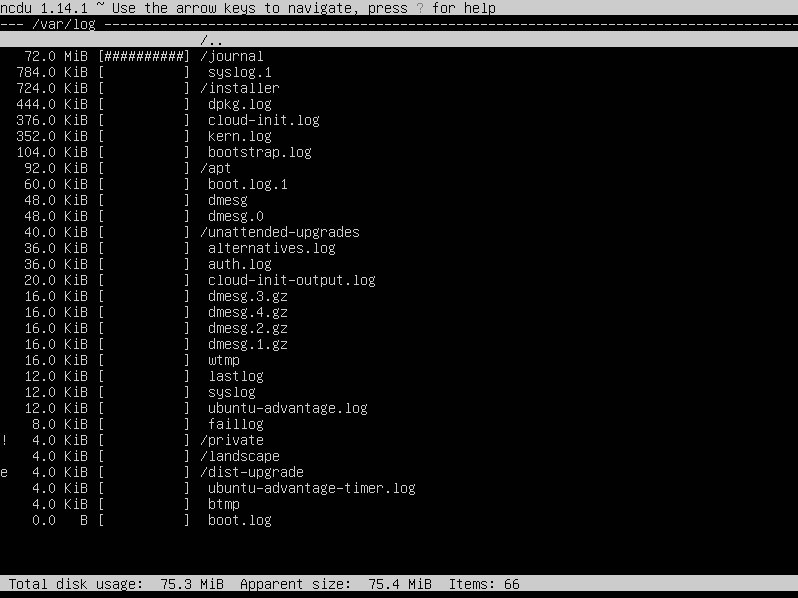 ncdu 1.14.1 ~ Use the arrow keys to navigate, press ? for help
--- /var/log ---------------------------------------------------------------------------------------
/..
72.0 MiB [##########] /journal
784.0 KiB [          ]  syslog.1
724.0 KiB [          ] /installer
444.0 KiB [          ]  dpkg.log
376.0 KiB [          ]  cloud-init.log
352.0 KiB [          ]  kern.log
104.0 KiB [          ]  bootstrap.log
92.0 KiB [          ] /apt
60.0 KiB [          ]  boot.log.1
48.0 KiB [          ]  dmesg
48.0 KiB [          ]  dmesg.0
40.0 KiB [          ] /unattended-upgrades
36.0 KiB [          ]  alternatives.log
36.0 KiB [          ]  auth.log
20.0 KiB [          ]  cloud-init-output.log
16.0 KiB [          ]  dmesg.3.gz
16.0 KiB [          ]  dmesg.4.gz
16.0 KiB [          ]  dmesg.2.gz
16.0 KiB [          ]  dmesg.1.gz
16.0 KiB [          ]  wtmp
12.0 KiB [          ]  lastlog
12.0 KiB [          ]  syslog
12.0 KiB [          ]  ubuntu-advantage.log
8.0 KiB [          ]  faillog
! 4.0 KiB [          ] /private
4.0 KiB [          ] /landscape
e 4.0 KiB [          ] /dist-upgrade
4.0 KiB [          ]  ubuntu-advantage-timer.log
4.0 KiB [          ]  btmp
0.0   B [          ]  boot.log
Total disk usage:  75.3 MiB  Apparent size:  75.4 MiB  Items: 66